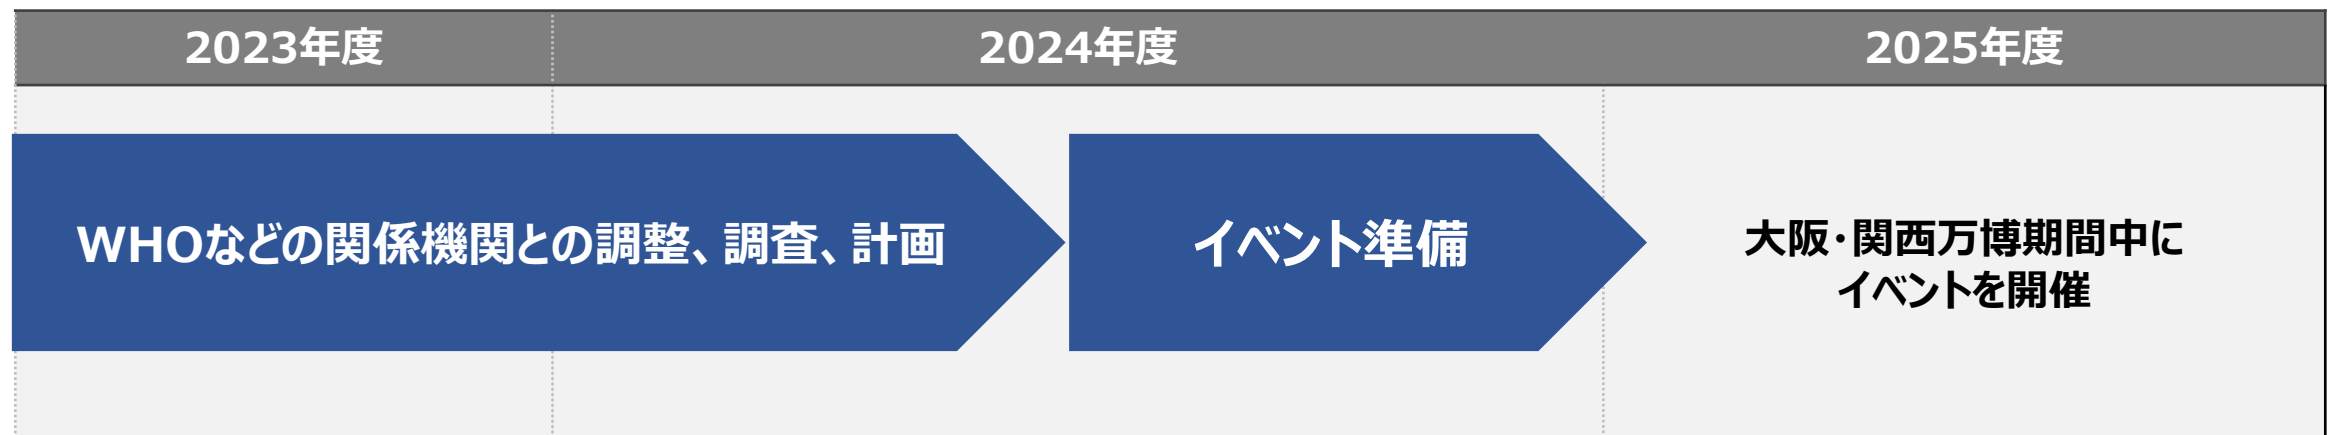 2023年度 2024年度 2025年度
WHOなどの関係機関との調整、調査、計画
イベント準備
大阪・関西万博期間中に
イベントを開催